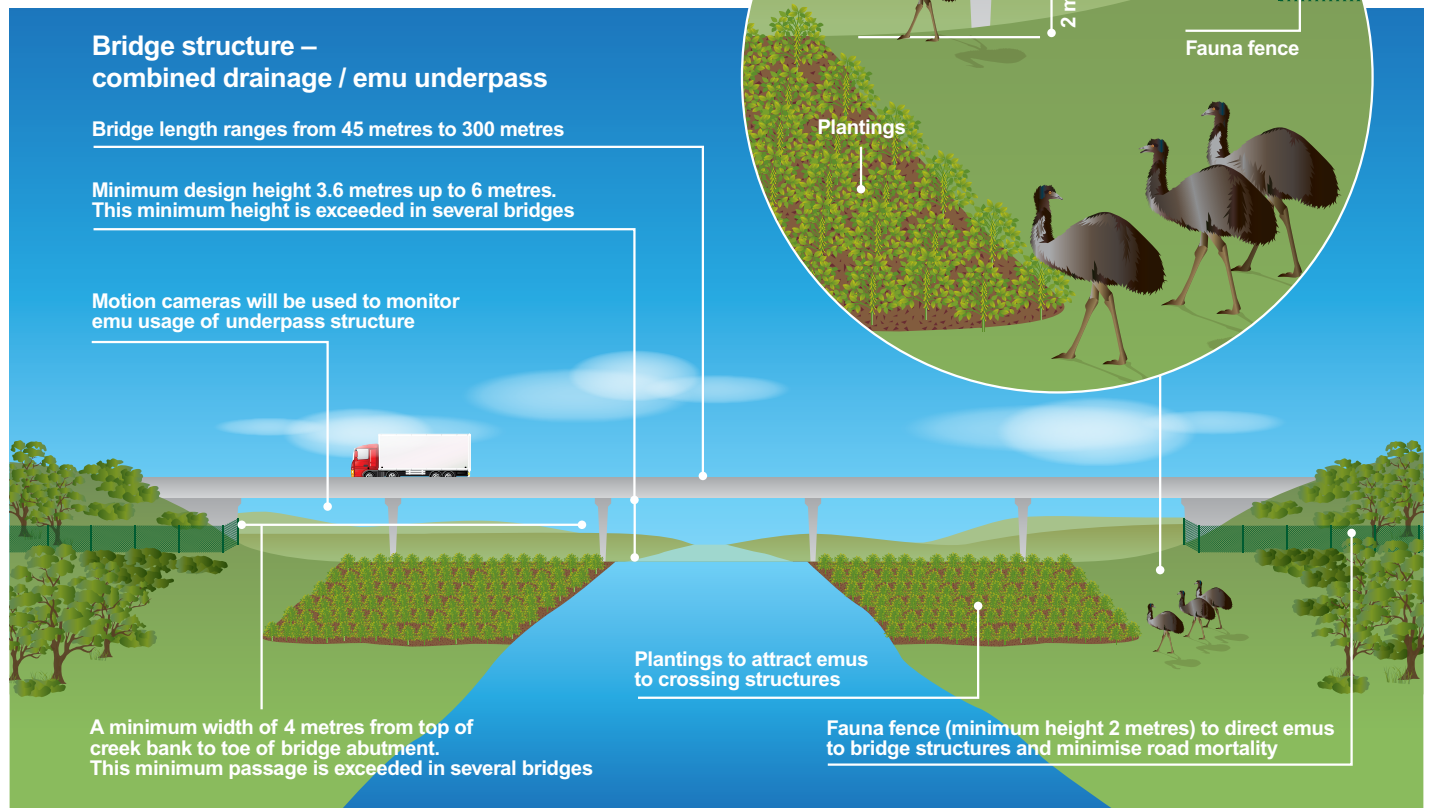 Bridge structure –
combined drainage / emu underpass
Bridge length ranges from 45 metres to 300 metres
Minimum design height 3.6 metres up to 6 metres.
This minimum height is exceeded in several bridges
Motion cameras will be used to monitor
emu usage of underpass structure
2 m
Fauna fence
Plantings
Plantings to attract emus
to crossing structures
A minimum width of 4 metres from top of
creek bank to toe of bridge abutment.
This minimum passage is exceeded in several bridges
Fauna fence (minimum height 2 metres) to direct emus
to bridge structures and minimise road mortality